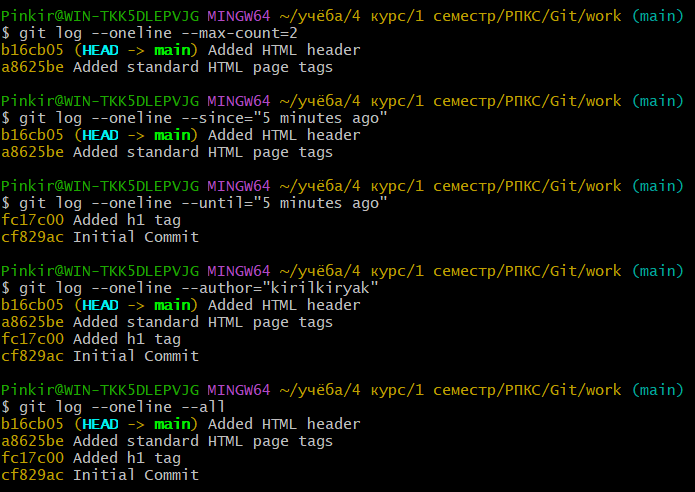 Pinkir@WIN-TKK5DLEPVJG MINGW64 ~/учёба/4 курс/1 семестр/РПКС/Git/work (main)
$ git log --oneline --max-count=2
b16cb05 (HEAD -> main) Added HTML header
a8625be Added standard HTML page tags
Pinkir@WIN-TKK5DLEPVJG MINGW64 ~/учёба/4 курс/1 семестр/РПКС/Git/work (main)
$ git log --oneline --since="5 minutes ago"
b16cb05 (HEAD -> main) Added HTML header
a8625be Added standard HTML page tags
Pinkir@WIN-TKK5DLEPVJG MINGW64 ~/учёба/4 курс/1 семестр/РПКС/Git/work (main)
$ git log --oneline --until="5 minutes ago"
fc17c00 Added h1 tag
cf829ac Initial Commit
Pinkir@WIN-TKK5DLEPVJG MINGW64 ~/учёба/4 курс/1 семестр/РПКС/Git/work (main)
$ git log --oneline --author="kirilkiryak"
b16cb05 (HEAD -> main) Added HTML header
a8625be Added standard HTML page tags
fc17c00 Added h1 tag
cf829ac Initial Commit
Pinkir@WIN-TKK5DLEPVJG MINGW64 ~/учёба/4 курс/1 семестр/РПКС/Git/work (main)
$ git log --oneline --all
b16cb05 (HEAD -> main) Added HTML header
a8625be Added standard HTML page tags
fc17c00 Added h1 tag
cf829ac Initial Commit